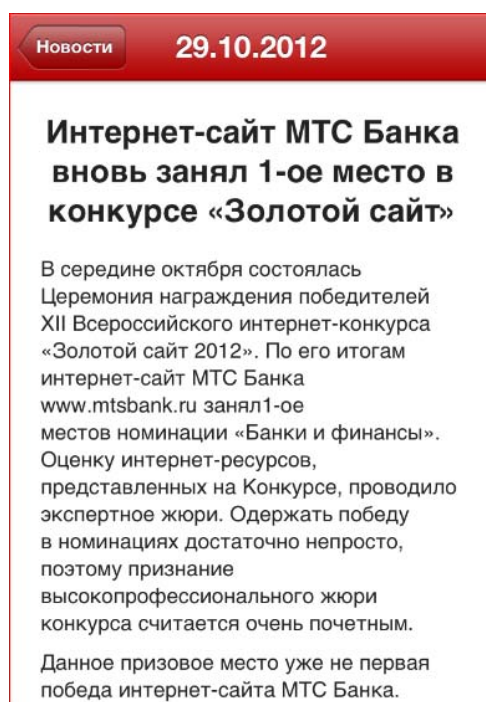 Новости
29.10.2012
Интернет-сайт МТС Банка
вновь занял 1-ое место в
конкурсе «Золотой сайт»
В середине октября состоялась
Церемония награждения победителей
XII Всероссийского интернет-конкурса
«Золотой сайт 2012». По его итогам
интернет-сайт МТС Банка
www.mtsbank.ru занял1-ое
местов номинации «Банки и финансы».
Оценку интернет-ресурсов,
представленных на Конкурсе, проводило
экспертное жюри. Одержать победу
в номинациях достаточно непросто,
поэтому признание
высокопрофессионального жюри
конкурса считается очень почетным.
Данное призовое место уже не первая
победа интернет-сайта МТС Банка.